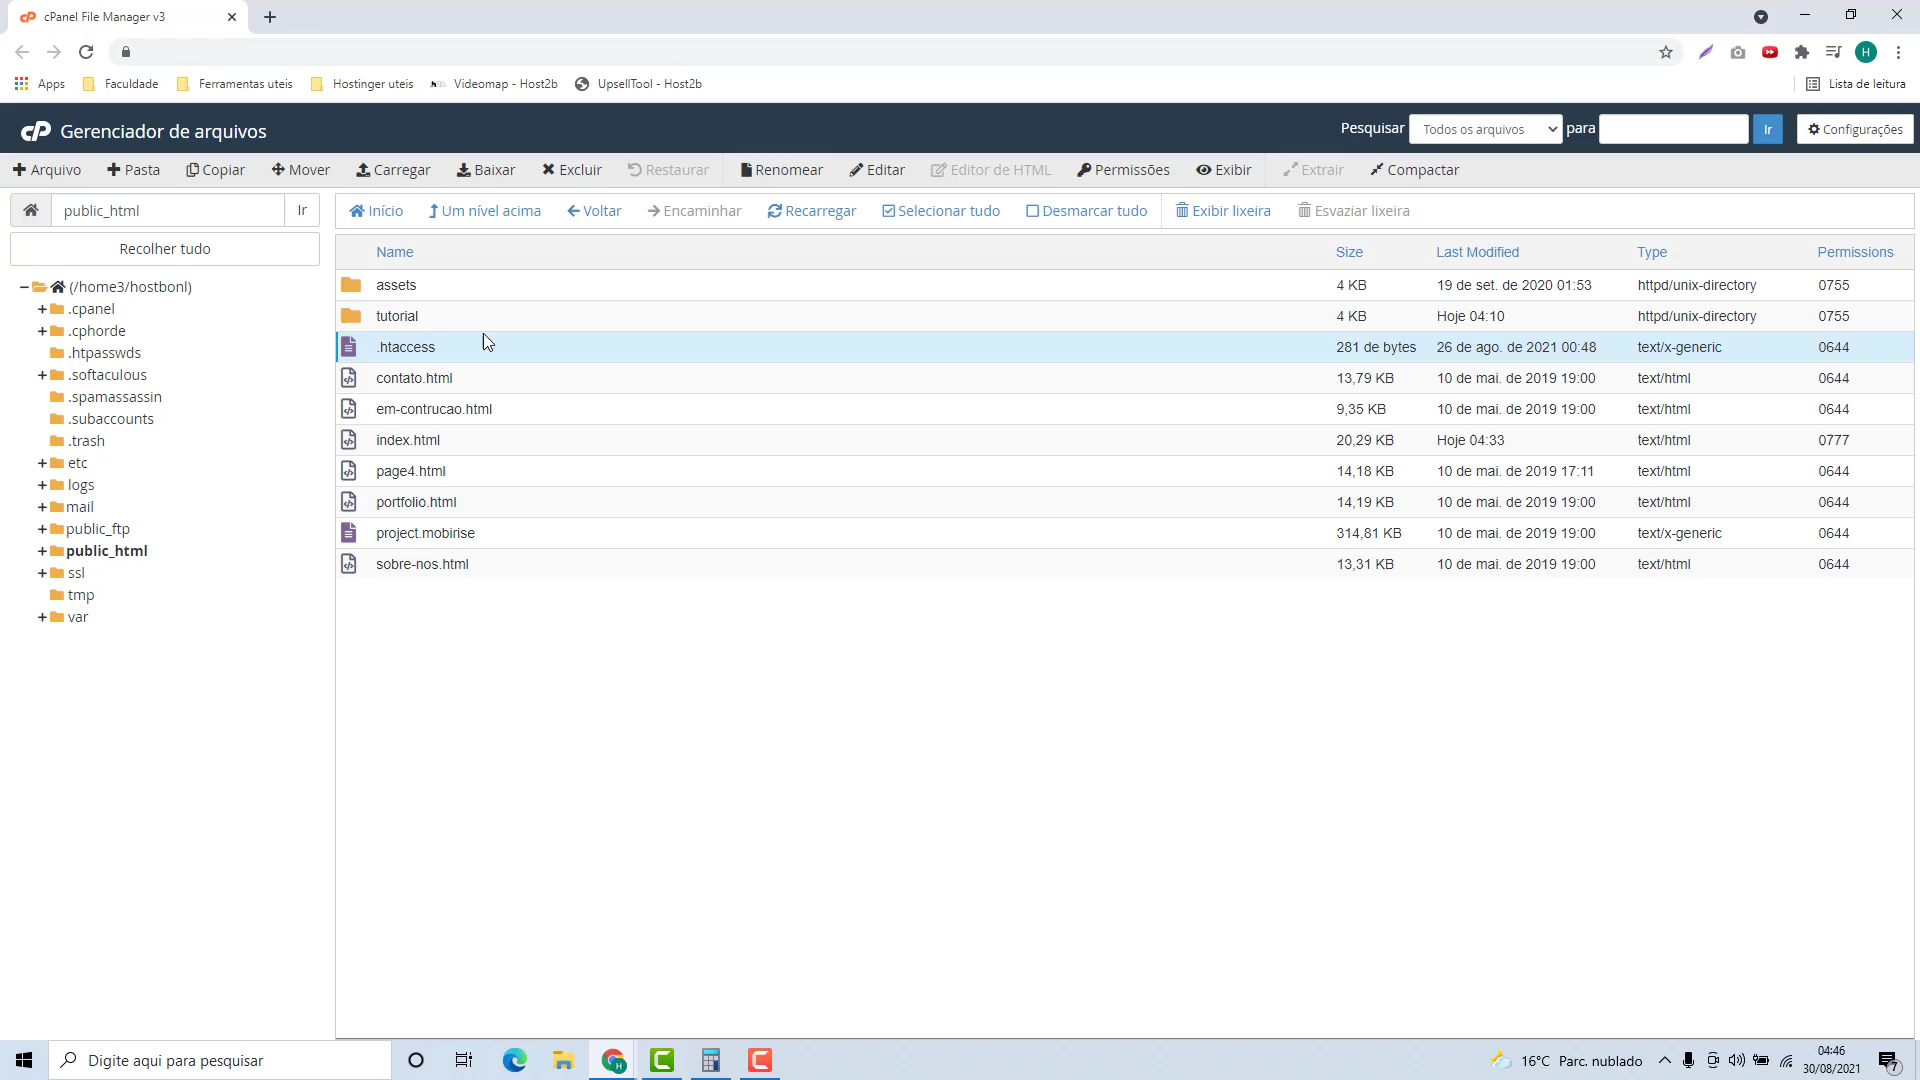 cPanel File Manager v3
Apps Faculdade Ferramentas uteis Hostinger uteis Videomap - Host2b UpsellTool - Host2b Lista de leitura
H
cP Gerenciador de arquivos Pesquisar Todos os arquivos para Ir Configurações
Arquivo Pasta Copiar Mover Carregar Baixar Excluir Restaurar Renomear Editar Editor de HTML Permissões Exibir Extrair Compactar
public_html Ir Início Um nível acima Voltar Encaminhar Recarregar Selecionar tudo Desmarcar tudo Exibir lixeira Esvaziar lixeira
Recolher tudo
(/home3/hostbonl)
.cpanel
.cphorde
.htpasswds
.softaculous
.spamassassin
.subaccounts
.trash
etc
logs
mail
public_ftp
public_html
ssl
tmp
var
Name Size Last Modified Type Permissions
assets 4 KB 19 de set. de 2020 01:53 httpd/unix-directory 0755
tutorial 4 KB Hoje 04:10 httpd/unix-directory 0755
.htaccess 281 de bytes 26 de ago. de 2021 00:48 text/x-generic 0644
contato.html 13,79 KB 10 de mai. de 2019 19:00 text/html 0644
em-contrucao.html 9,35 KB 10 de mai. de 2019 19:00 text/html 0644
index.html 20,29 KB Hoje 04:33 text/html 0777
page4.html 14,18 KB 10 de mai. de 2019 17:11 text/html 0644
portfolio.html 14,19 KB 10 de mai. de 2019 19:00 text/html 0644
project.mobirise 314,81 KB 10 de mai. de 2019 19:00 text/x-generic 0644
sobre-nos.html 13,31 KB 10 de mai. de 2019 19:00 text/html 0644
Digite aqui para pesquisar
16°C Parc. nublado
04:46
30/08/2021
7